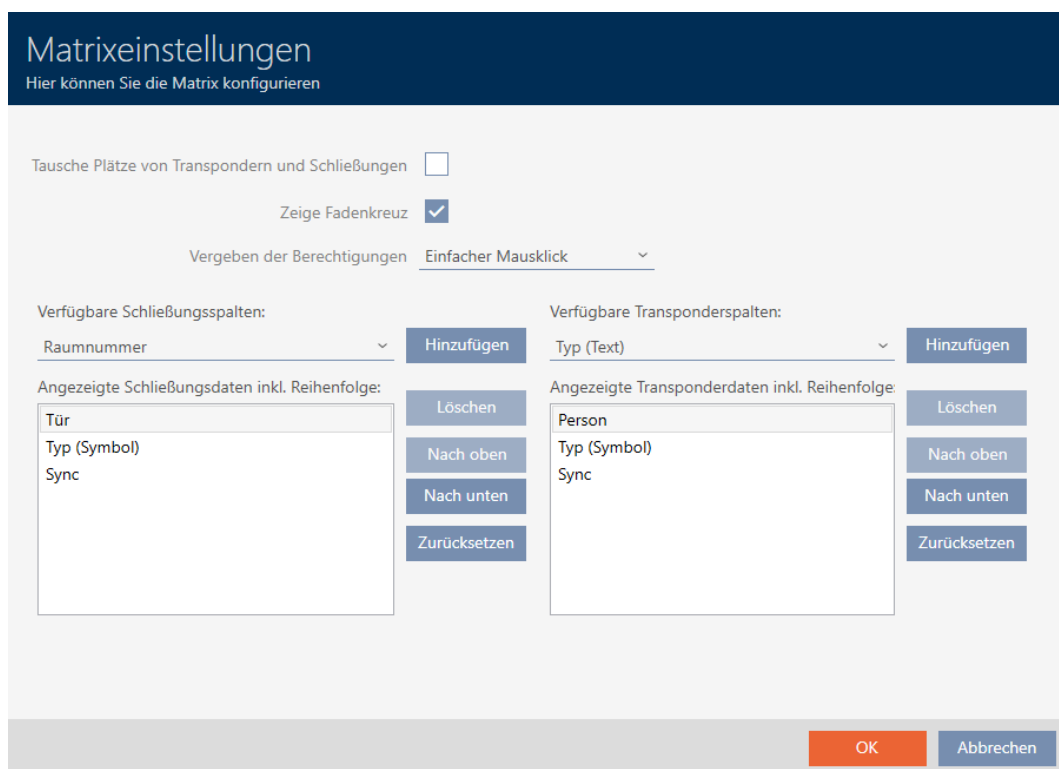 Matrixeinstellungen
Hier können Sie die Matrix konfigurieren
Tausche Plätze von Transpondern und Schließungen
Zeige Fadenkreuz
Vergeben der Berechtigungen Einfacher Mausklick
Verfügbare Schließungsspalten:
Raumnummer
Hinzufügen
Angezeigte Schließungsdaten inkl. Reihenfolge:
Tür
Typ (Symbol)
Sync
Löschen
Nach oben
Nach unten
Zurücksetzen
Verfügbare Transponderspalten:
Typ (Text)
Hinzufügen
Angezeigte Transponderdaten inkl. Reihenfolge:
Person
Typ (Symbol)
Sync
Löschen
Nach oben
Nach unten
Zurücksetzen
OK
Abbrechen